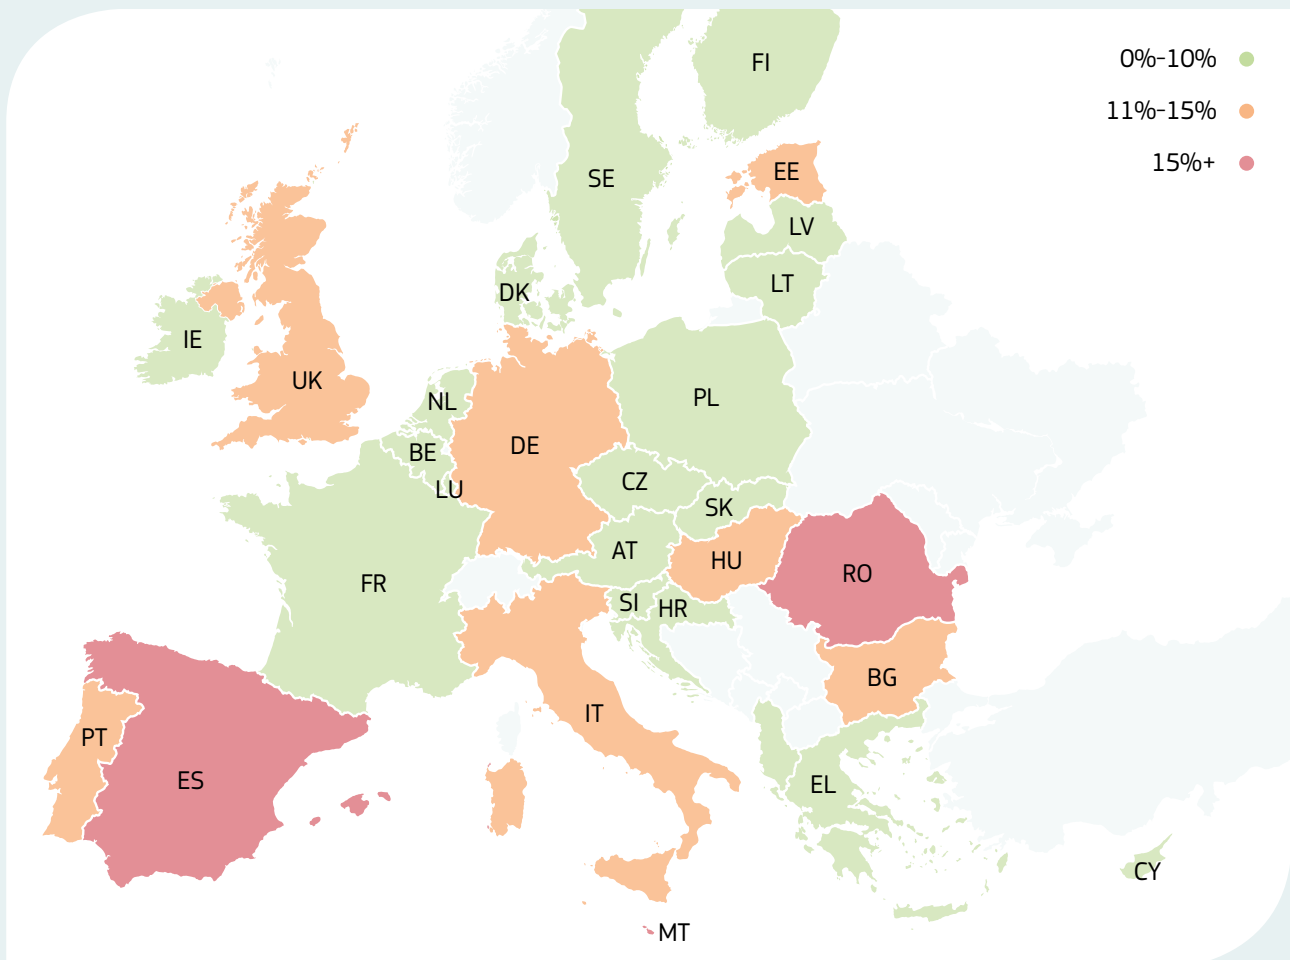 0%-10%
11%-15%
15%+
FI
SE
EE
LV
LT
DK
IE
UK
NL
PL
BE
DE
LU
CZ
SK
AT
HU
FR
RO
SI
HR
BG
IT
PT
ES
EL
CY
MT